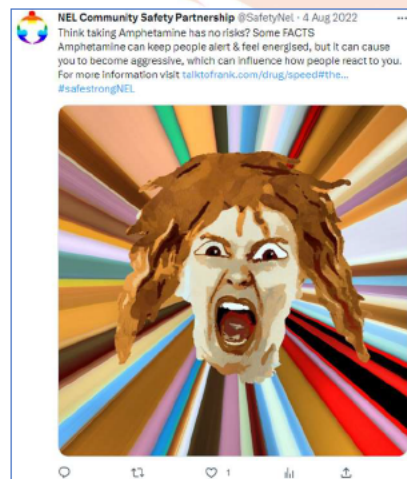 NEL Community Safety Partnership @SafetyNel · 4 Aug 2022 ...
Think taking Amphetamine has no risks? Some FACTS
Amphetamine can keep people alert & feel energised, but it can cause
you to become aggressive, which can influence how people react to you.
For more information visit talktofrank.com/drug/speed#the...
#safestrongNEL
1